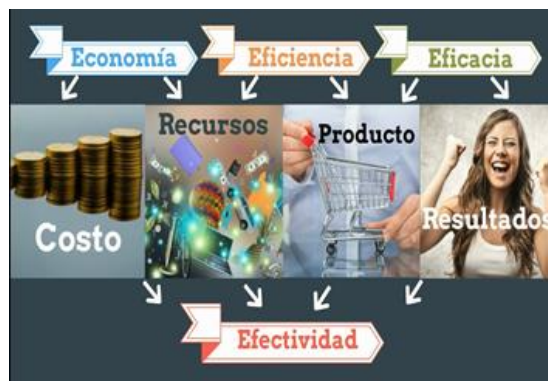 Economía
Eficiencia
Eficacia
Costo
Recursos
Producto
Resultados
Efectividad